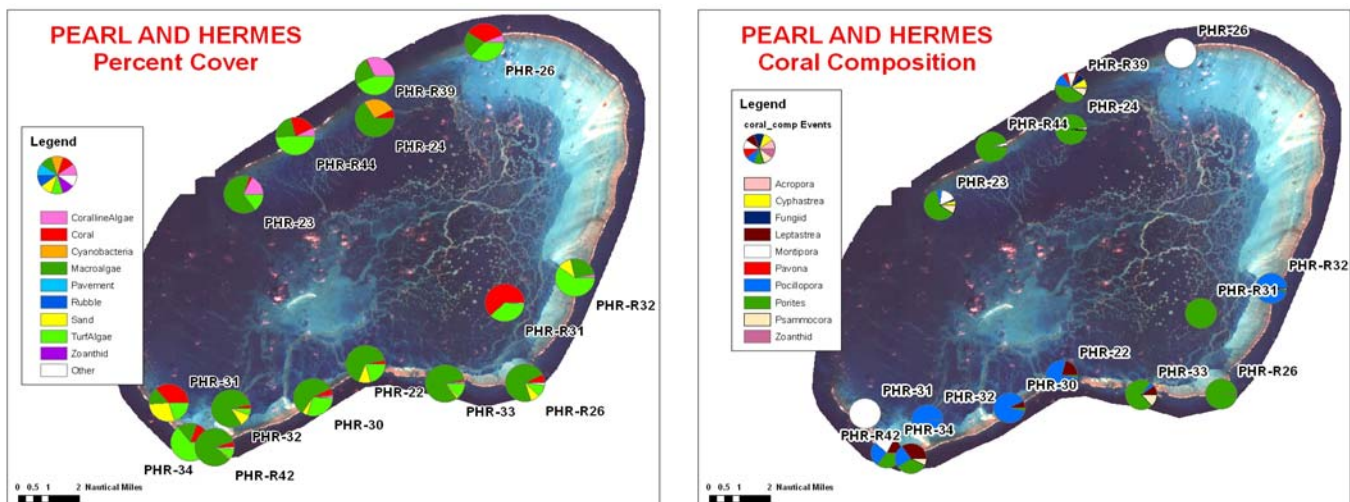 PEARL AND HERMES
Percent Cover
PHR-26
PHR-R39
PHR-24
PHR-R44
PHR-23
Legend
CorallineAlgae
Coral
Cyanobacteria
Macroalgae
Pavement
Rubble
Sand
TurfAlgae
Zoanthid
Other
PHR-R32
PHR-R31
PHR-31
PHR-22
PHR-33
PHR-R26
PHR-30
PHR-32
PHR-34
PHR-R42
0 0.5 1 2 Nautical Miles
PEARL AND HERMES
Coral Composition
PHR-26
PHR-R39
PHR-24
PHR-R44
PHR-23
Legend
coral_comp Events
Acropora
Cyphastrea
Fungiid
Leptastrea
Montipora
Pavona
Pocillopora
Porites
Psammocora
Zoanthid
PHR-R32
PHR-R31
PHR-22
PHR-33
PHR-R26
PHR-30
PHR-31
PHR-32
PHR-34
PHR-R42
0 0.5 1 2 Nautical Miles